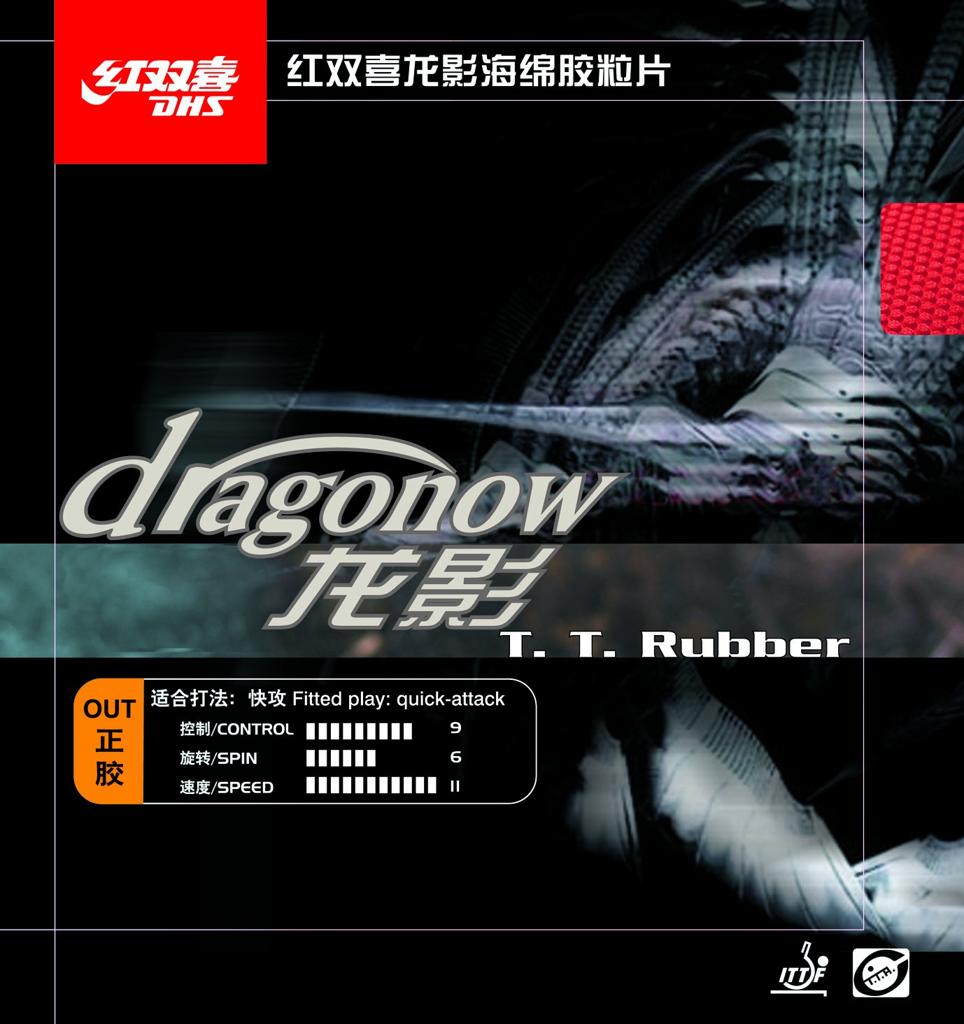 红双喜
DHS
红双喜龙影海绵胶粒片
dragonow
龙影
T. T. Rubber
OUT
正
胶
适合打法：快攻 Fitted play: quick-attack
控制/CONTROL 9
旋转/SPIN 6
速度/SPEED 11
ITTF
T.T.A.